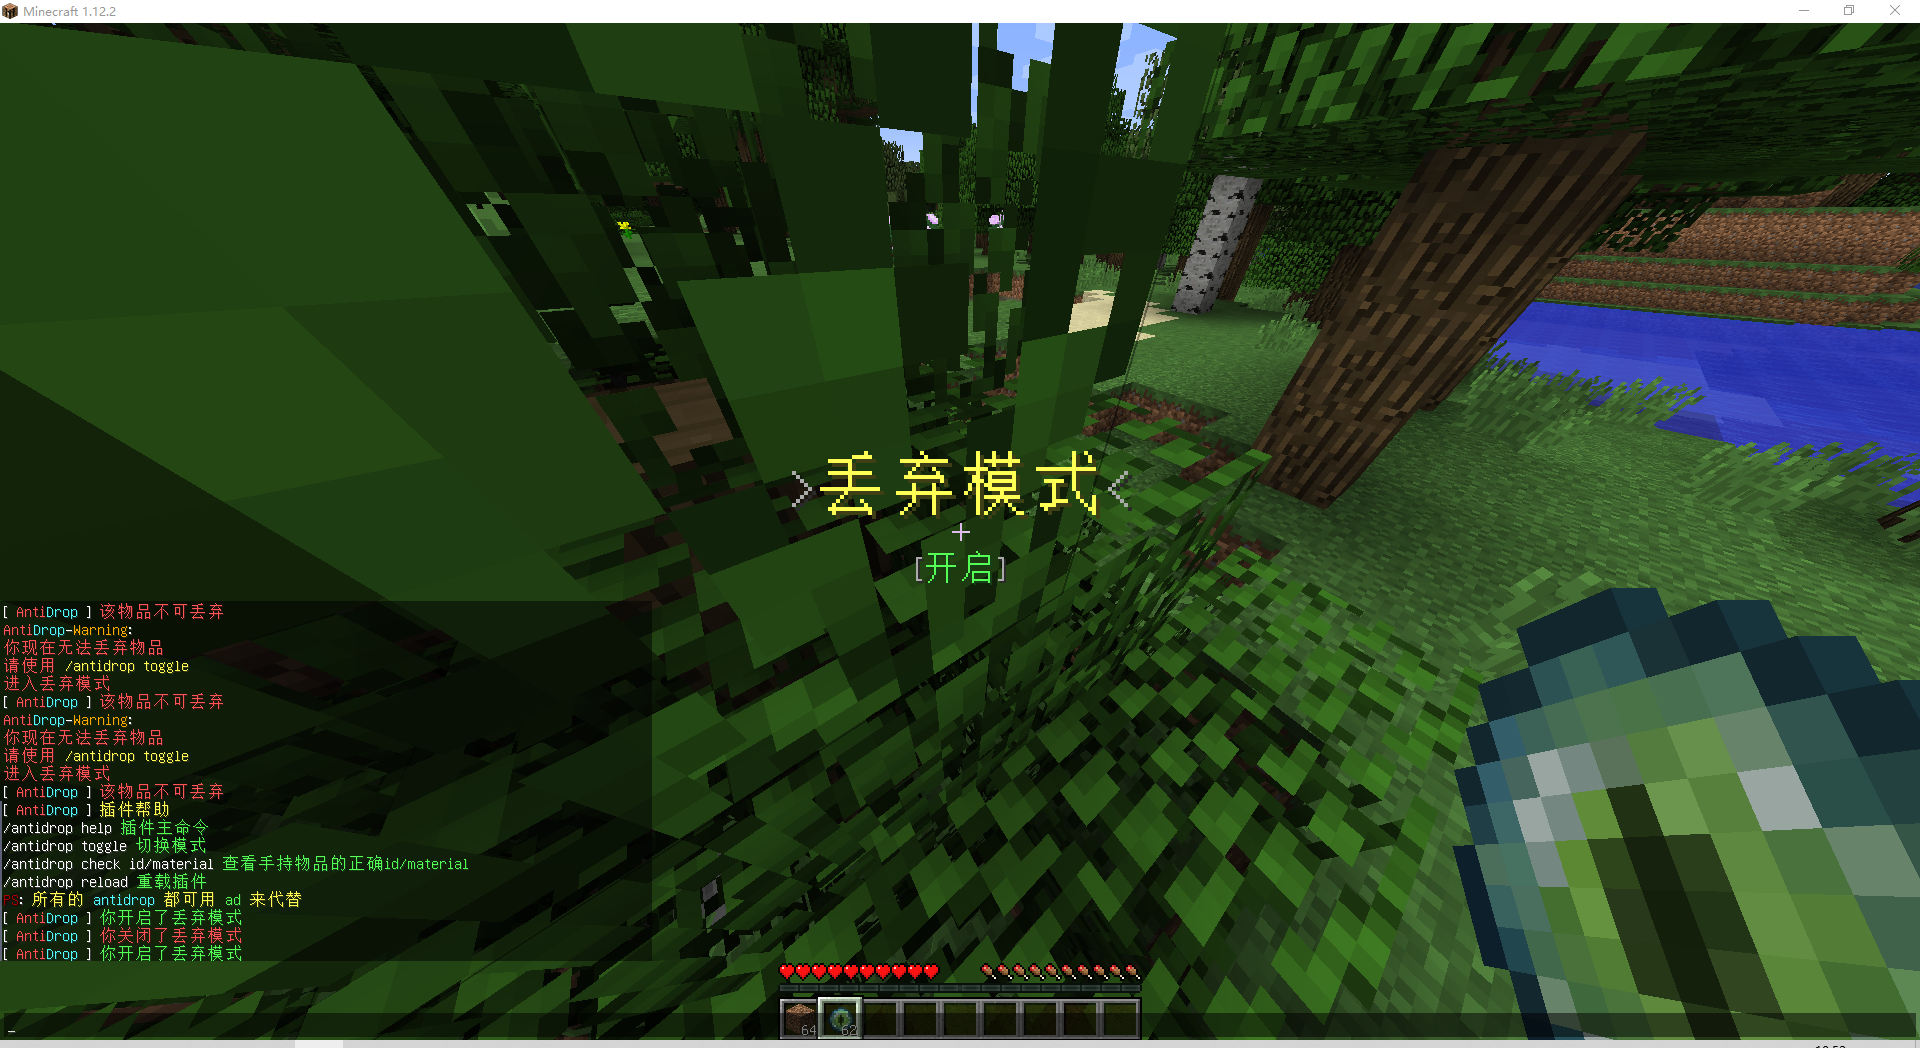 Minecraft 1.12.2
>丢弃模式<
[开启]
[ AntiDrop ] 该物品不可丢弃
AntiDrop-Warning:
你现在无法丢弃物品
请使用 /antidrop toggle
进入丢弃模式
[ AntiDrop ] 该物品不可丢弃
AntiDrop-Warning:
你现在无法丢弃物品
请使用 /antidrop toggle
进入丢弃模式
[ AntiDrop ] 该物品不可丢弃
[ AntiDrop ] 插件帮助
/antidrop help 插件主命令
/antidrop toggle 切换模式
/antidrop check id/material 查看手持物品的正确id/material
/antidrop reload 重载插件
PS: 所有的 antidrop 都可用 ad 来代替
[ AntiDrop ] 你开启了丢弃模式
[ AntiDrop ] 你关闭了丢弃模式
[ AntiDrop ] 你开启了丢弃模式
64 62
_